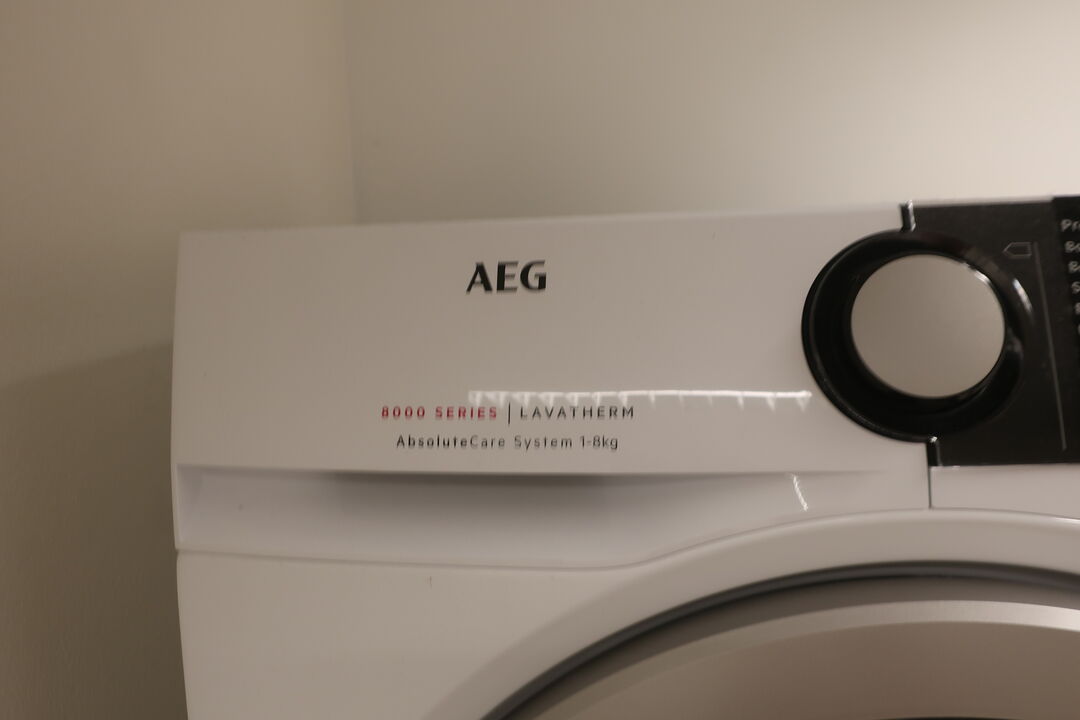 AEG
8000 SERIES | LAVATHERM
AbsoluteCare System 1-8kg